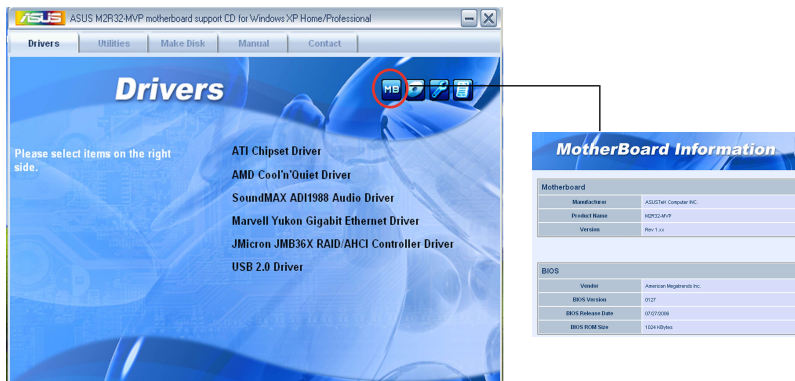 ASUS ASUS M2R32-MVP motherboard support CD for Windows XP Home/Professional
Drivers Utilities Make Disk Manual Contact
Drivers
MB
Please select items on the right
side.
ATI Chipset Driver
AMD Cool'n'Quiet Driver
SoundMAX ADI1988 Audio Driver
Marvell Yukon Gigabit Ethernet Driver
JMicron JMB36X RAID/AHCI Controller Driver
USB 2.0 Driver
MotherBoard Information
Motherboard
Manufacturer ASUSTeK Computer INC.
Product Name M2R32-MVP
Version Rev 1.xx
BIOS
Vendor American Megatrends Inc.
BIOS Version 0127
BIOS Release Date 07/27/2006
BIOS ROM Size 1024 KBytes